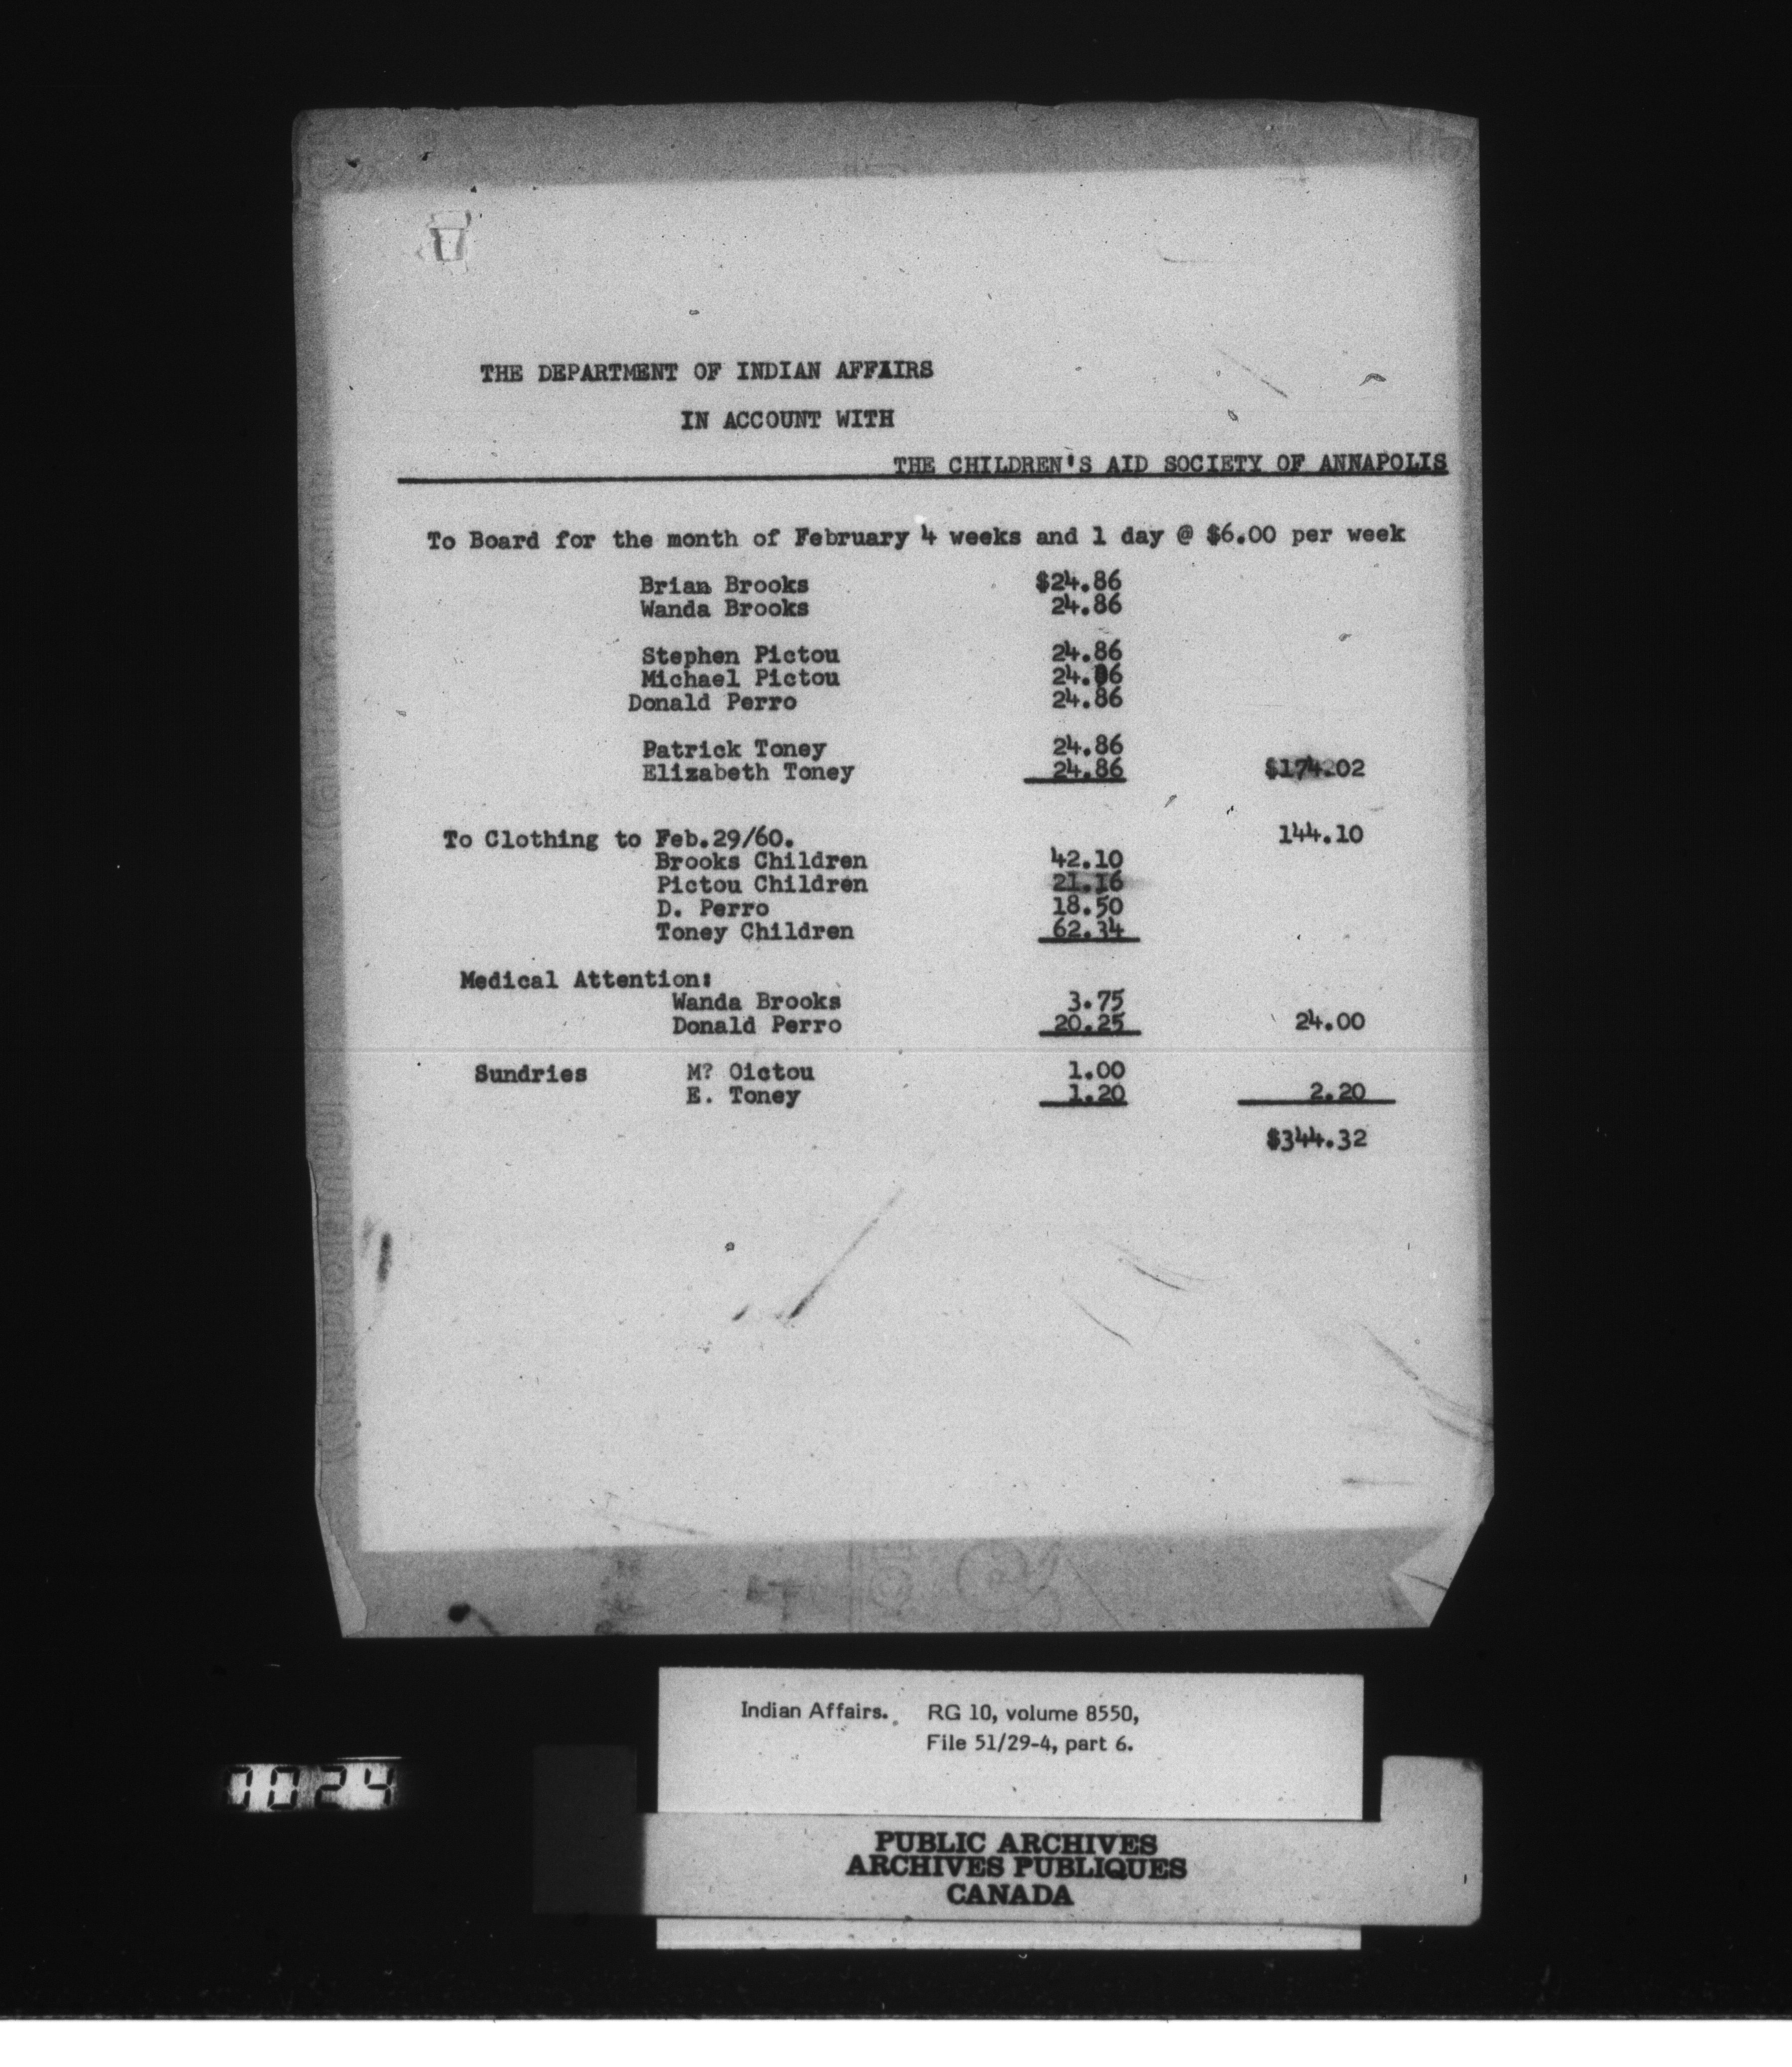 THE DEPARTMENT OF INDIAN AFFAIRS
IN ACCOUNT WITH
THE CHILDREN'S AID SOCIETY OF ANNAPOLIS
To Board for the month of February 4 weeks and 1 day @ $6.00 per week
Brian Brooks $24.86
Wanda Brooks 24.86
Stephen Pictou 24.86
Michael Pictou 24.86
Donald Perro 24.86
Patrick Toney 24.86
Elizabeth Toney 24.86 $174.02
To Clothing to Feb.29/60. 144.10
Brooks Children 42.10
Pictou Children 21.16
D. Perro 18.50
Toney Children 62.34
Medical Attention:
Wanda Brooks 3.75
Donald Perro 20.25 24.00
Sundries M? Oictou 1.00
E. Toney 1.20 2.20
$344.32
Indian Affairs. RG 10, volume 8550,
File 51/29-4, part 6.
0024
PUBLIC ARCHIVES
ARCHIVES PUBLIQUES
CANADA